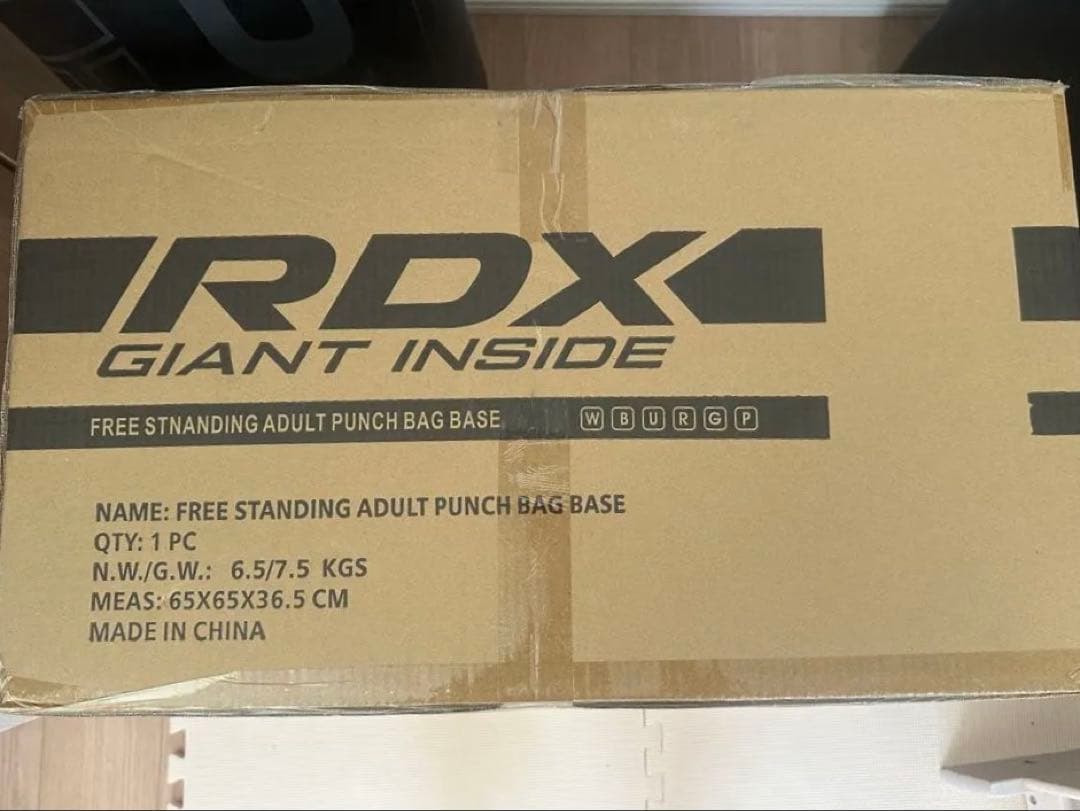 RDX
GIANT INSIDE
FREE STNANDING ADULT PUNCH BAG BASE W B U R G P
NAME: FREE STANDING ADULT PUNCH BAG BASE
QTY: 1 PC
N.W./G.W.: 6.5/7.5 KGS
MEAS: 65X65X36.5 CM
MADE IN CHINA